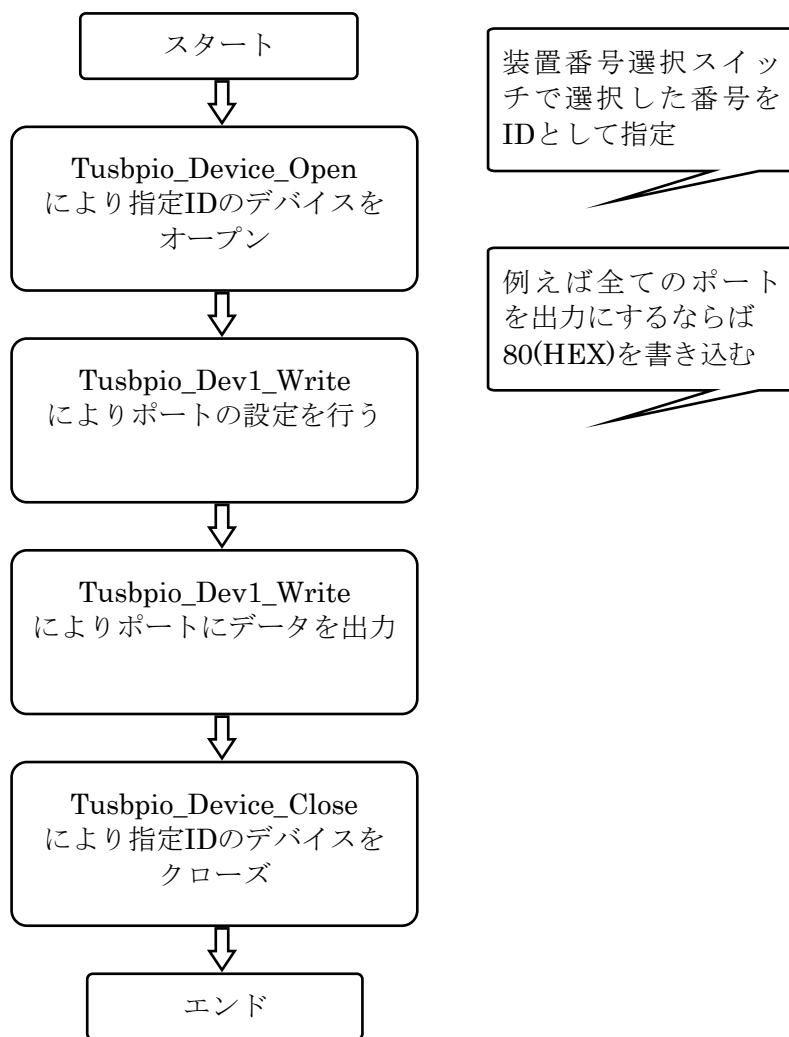 スタート
装置番号選択スイッ
チで選択した番号を
IDとして指定
Tusbpio_Device_Open
により指定IDのデバイスを
オープン
例えば全てのポート
を出力にするならば
80(HEX)を書き込む
Tusbpio_Dev1_Write
によりポートの設定を行う
Tusbpio_Dev1_Write
によりポートにデータを出力
Tusbpio_Device_Close
により指定IDのデバイスを
クローズ
エンド